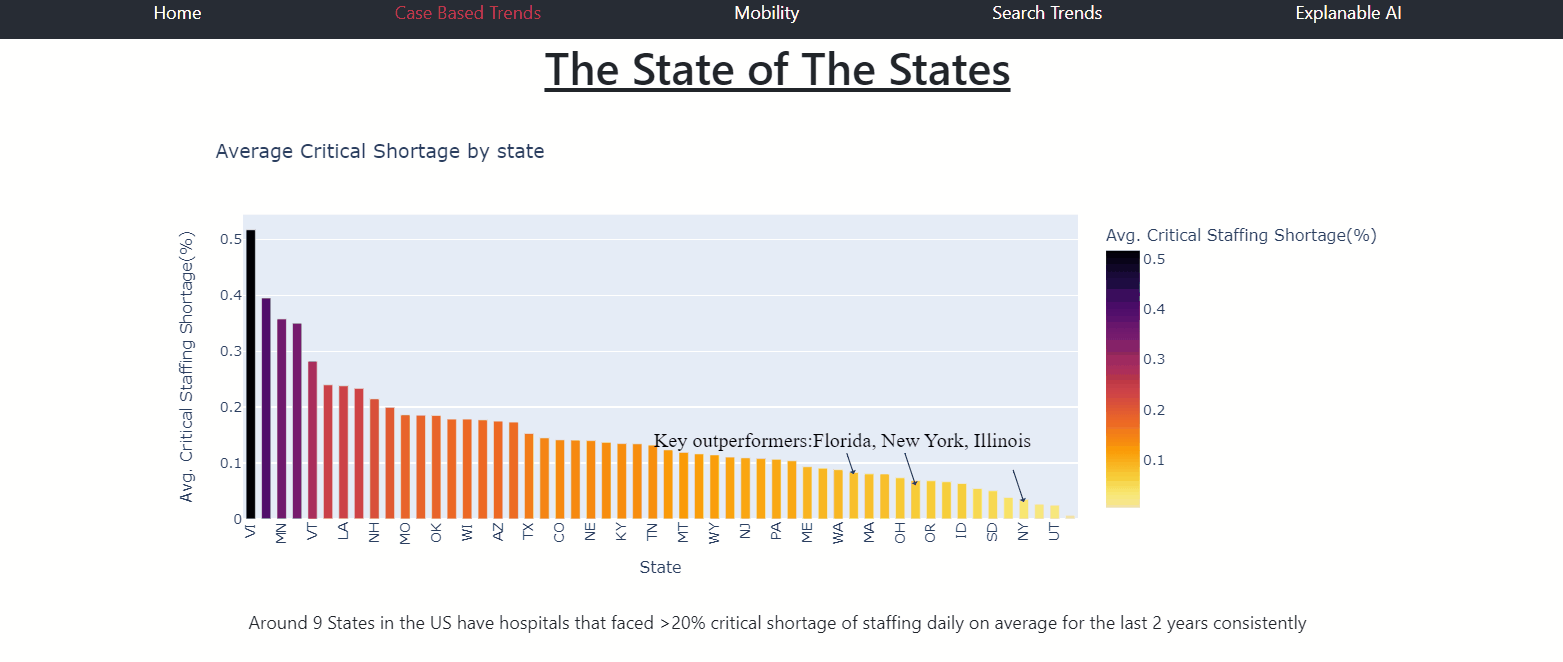 Home Case Based Trends Mobility Search Trends Explanable AI
The State of The States
Average Critical Shortage by state
Avg. Critical Staffing Shortage(%)
0.5
0.4
0.3
0.2
0.1
0
Key outperformers:Florida, New York, Illinois
VI MN VT LA NH MO OK WI AZ TX CO NE KY TN MT WY NJ PA ME WA MA OH OR ID SD NY UT
State
Avg. Critical Staffing Shortage(%)
0.5
0.4
0.3
0.2
0.1
Around 9 States in the US have hospitals that faced >20% critical shortage of staffing daily on average for the last 2 years consistently